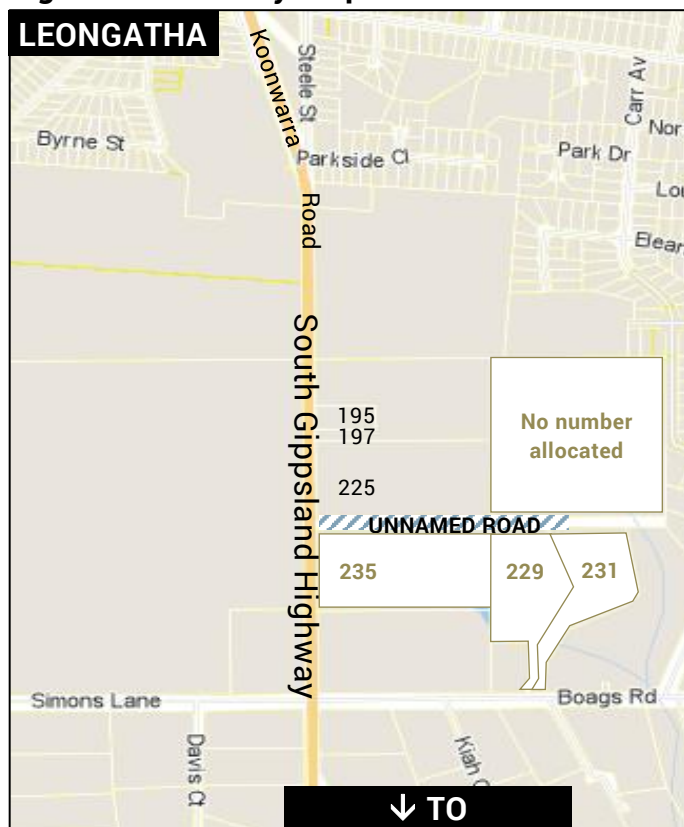 LEONGATHA
Koonwarra
Road
Steele St
Carr Av
Byrne St
Parkside Cl
Park Dr
South Gippsland Highway
195
197
225
No number
allocated
UNNAMED ROAD
235
229
231
Simons Lane
Boags Rd
Davis Ct
Kiah
↓ TO